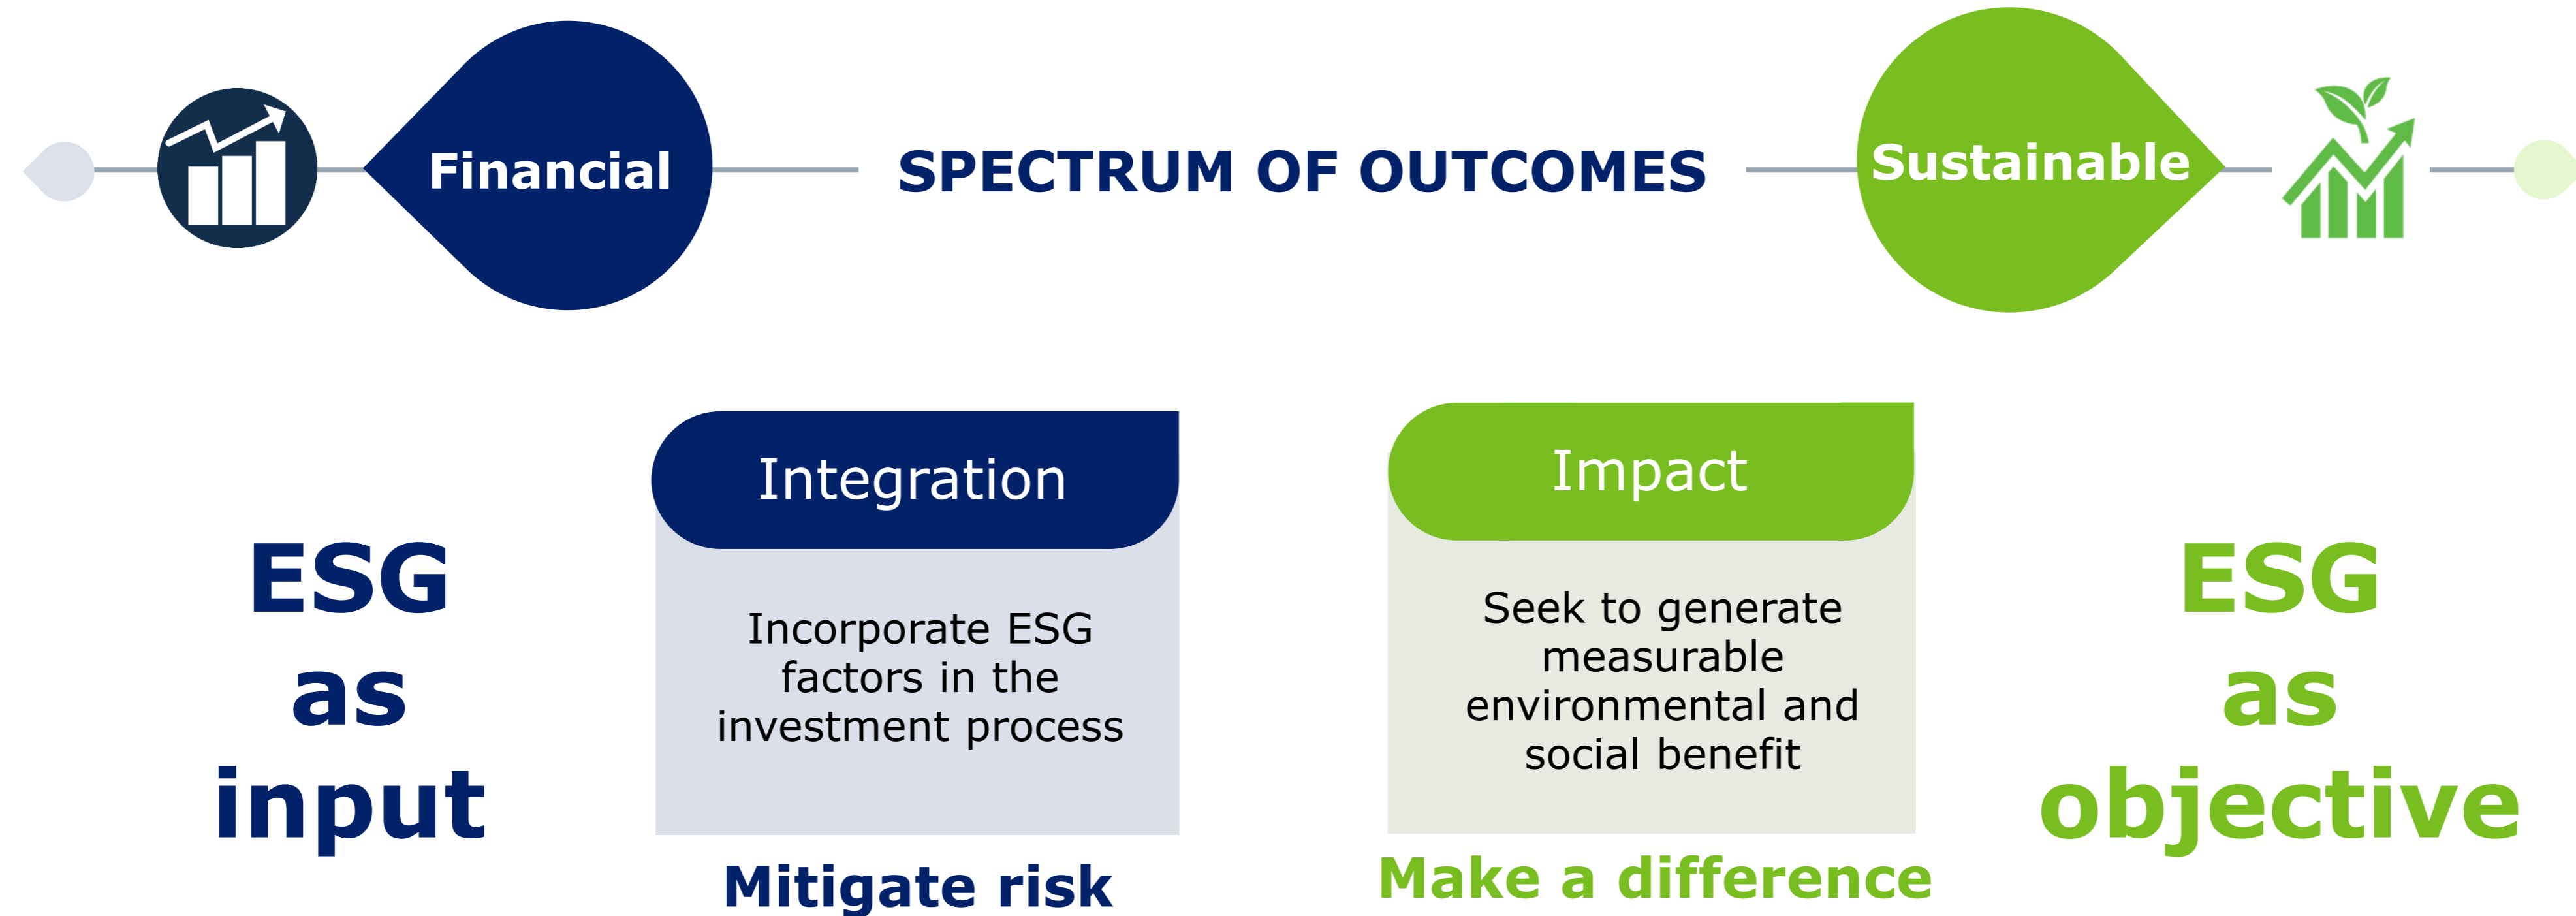 Financial
SPECTRUM OF OUTCOMES
Sustainable
ESG
as
input
Integration
Incorporate ESG
factors in the
investment process
Mitigate risk
Impact
Seek to generate
measurable
environmental and
social benefit
Make a difference
ESG
as
objective